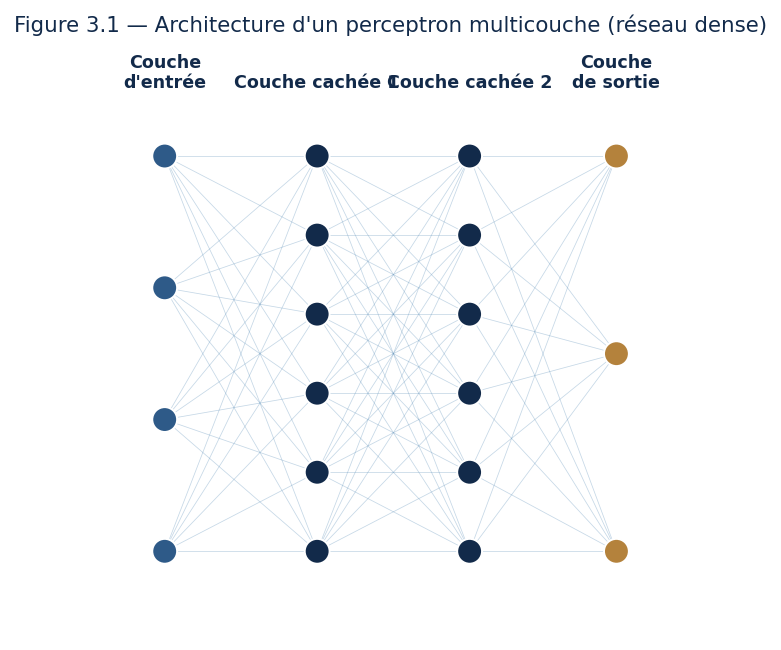 Figure 3.1 — Architecture d'un perceptron multicouche (réseau dense)
Couche
d'entrée
Couche cachée 1
Couche cachée 2
Couche
de sortie